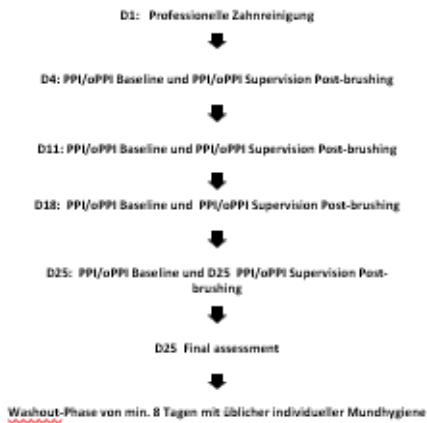 D1: Professionelle Zahnreinigung
D4: PPI/oPPI Baseline und PPI/oPPI Supervision Post-brushing
D11: PPI/oPPI Baseline und PPI/oPPI Supervision Post-brushing
D18: PPI/oPPI Baseline und PPI/oPPI Supervision Post-brushing
D25: PPI/oPPI Baseline und D25 PPI/oPPI Supervision Post-
brushing
D25 Final assessment
Washout-Phase von min. 8 Tagen mit üblicher individueller Mundhygiene